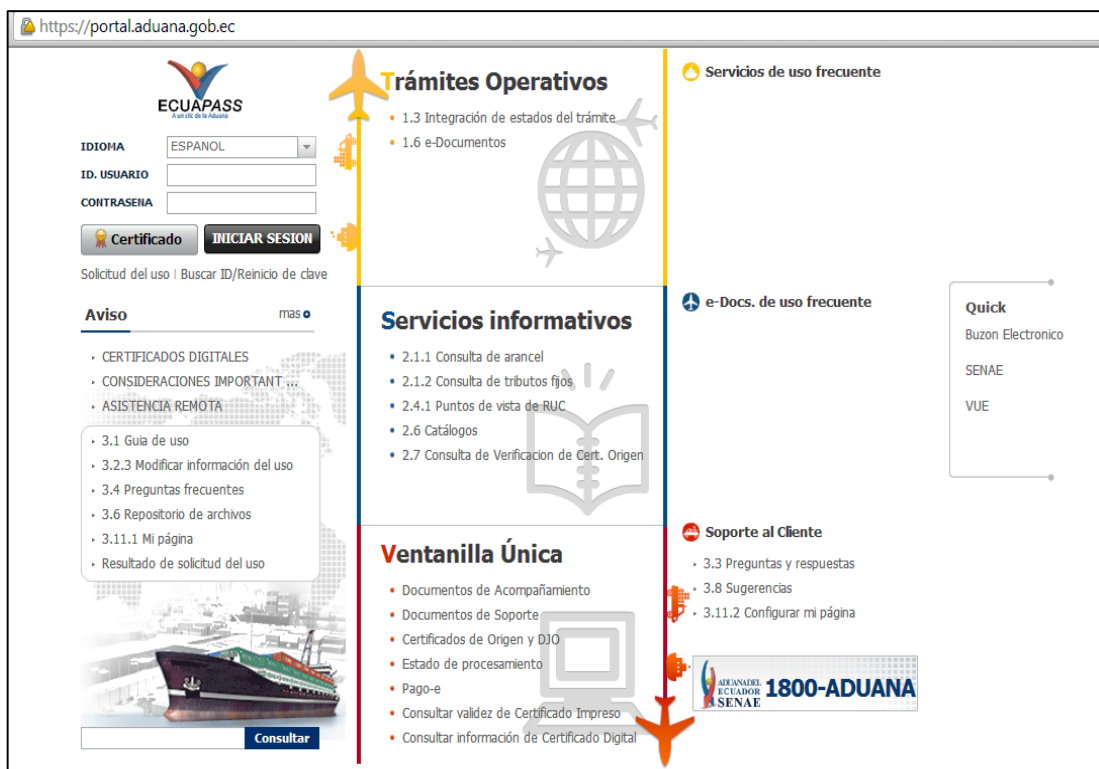 https://portal.aduana.gob.ec
ECUAPASS
A un clic de la Aduana
IDIOMA
ESPANOL
ID. USUARIO
CONTRASENA
Certificado
INICIAR SESION
Solicitud del uso | Buscar ID/Reinicio de clave
Aviso
mas
CERTIFICADOS DIGITALES
CONSIDERACIONES IMPORTANT ...
ASISTENCIA REMOTA
3.1 Guia de uso
3.2.3 Modificar información del uso
3.4 Preguntas frecuentes
3.6 Repositorio de archivos
3.11.1 Mi página
Resultado de solicitud del uso
Consultar
Trámites Operativos
1.3 Integración de estados del trámite
1.6 e-Documentos
Servicios informativos
2.1.1 Consulta de arancel
2.1.2 Consulta de tributos fijos
2.4.1 Puntos de vista de RUC
2.6 Catálogos
2.7 Consulta de Verificacion de Cert. Origen
Ventanilla Única
Documentos de Acompañamiento
Documentos de Soporte
Certificados de Origen y DJO
Estado de procesamiento
Pago-e
Consultar validez de Certificado Impreso
Consultar información de Certificado Digital
Servicios de uso frecuente
e-Docs. de uso frecuente
Soporte al Cliente
3.3 Preguntas y respuestas
3.8 Sugerencias
3.11.2 Configurar mi página
ADUANA DEL
ECUADOR
SENAE
1800-ADUANA
Quick
Buzon Electronico
SENAE
VUE